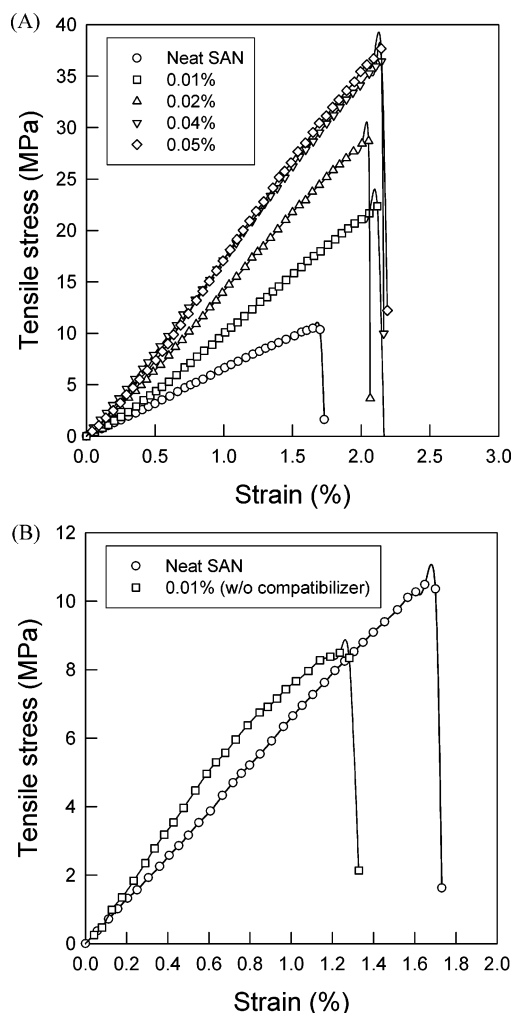 (A)
40
35
30
25
20
15
10
5
0
Tensile stress (MPa)
Neat SAN
0.01%
0.02%
0.04%
0.05%
0.0 0.5 1.0 1.5 2.0 2.5 3.0
Strain (%)
(B)
12
10
8
6
4
2
0
Tensile stress (MPa)
Neat SAN
0.01% (w/o compatibilizer)
0.0 0.2 0.4 0.6 0.8 1.0 1.2 1.4 1.6 1.8 2.0
Strain (%)